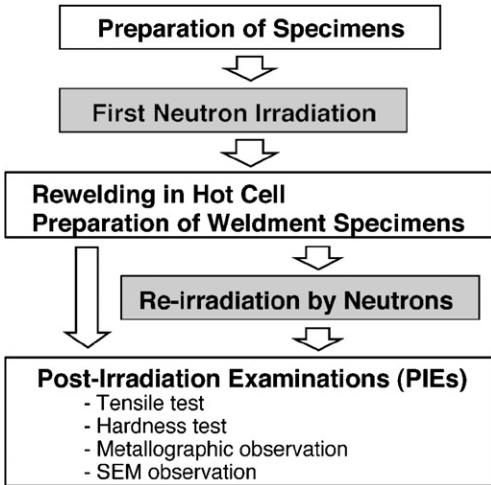 Preparation of Specimens
First Neutron Irradiation
Rewelding in Hot Cell
Preparation of Weldment Specimens
Re-irradiation by Neutrons
Post-Irradiation Examinations (PIEs)
- Tensile test
- Hardness test
- Metallographic observation
- SEM observation